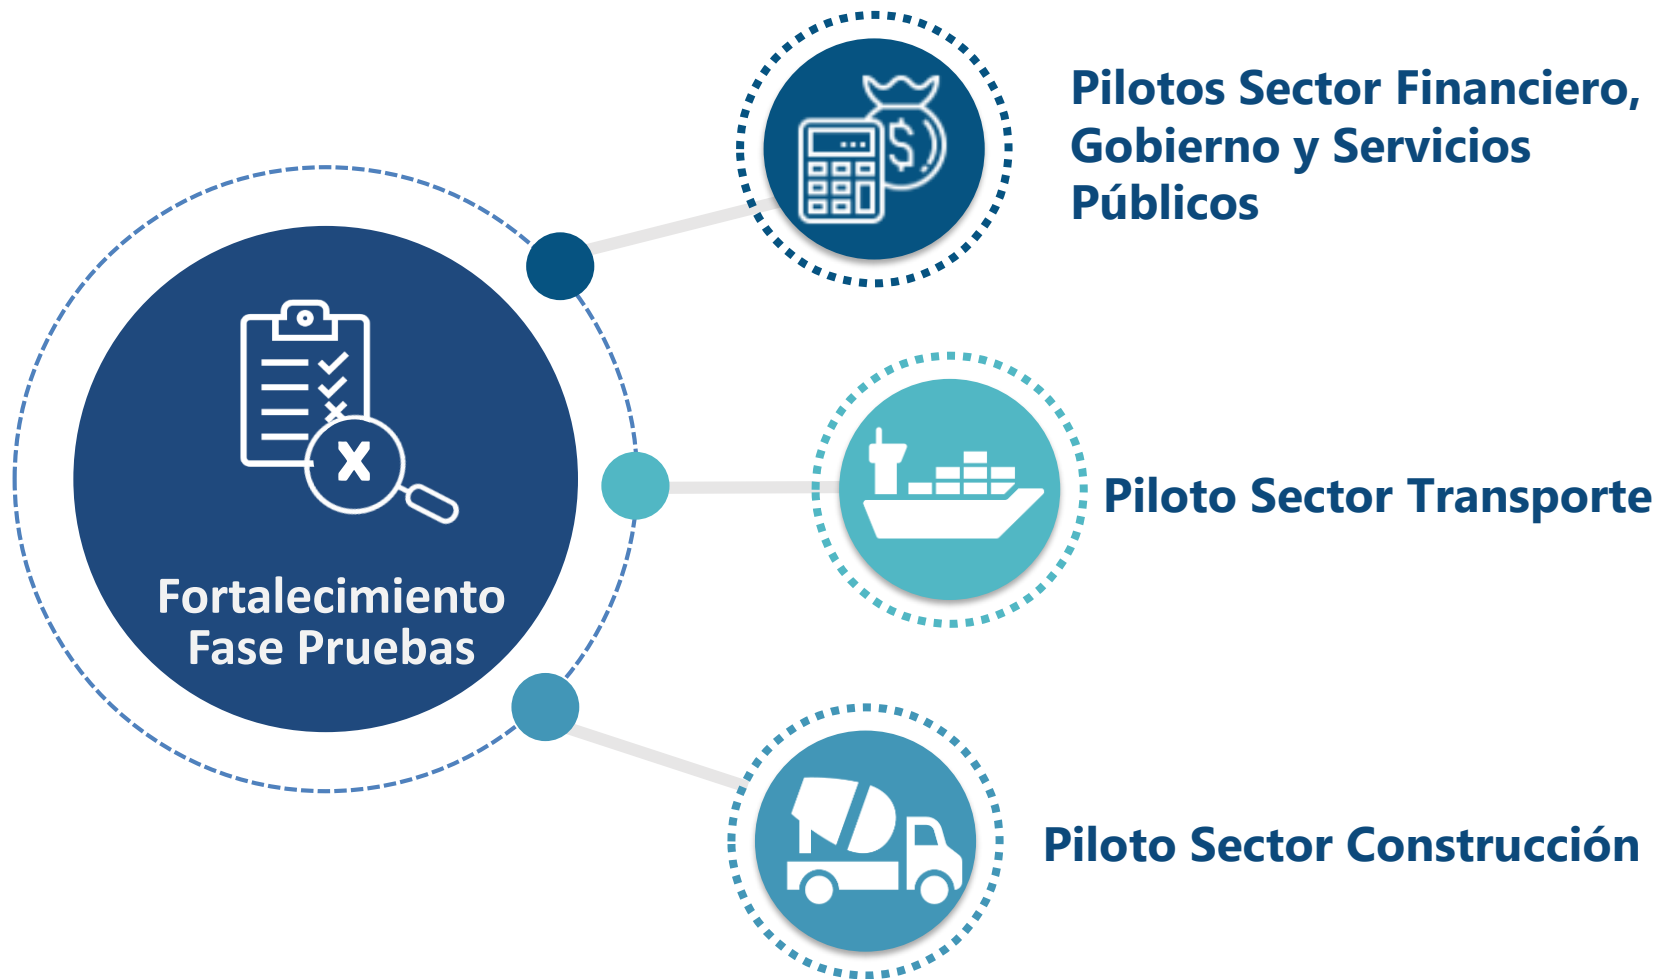 Pilotos Sector Financiero,
Gobierno y Servicios
Públicos
Fortalecimiento
Fase Pruebas
Piloto Sector Transporte
Piloto Sector Construcción